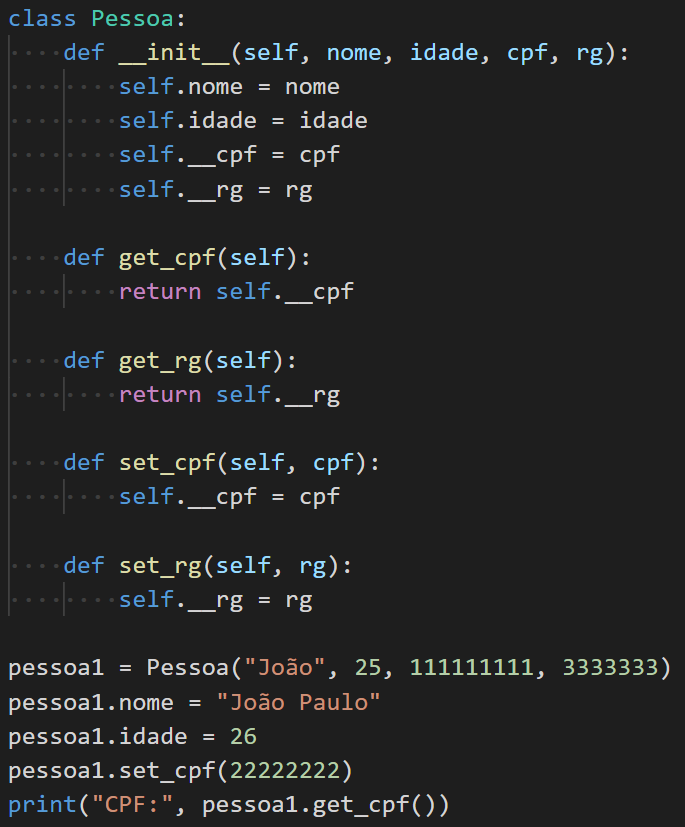 class Pessoa:
    def __init__(self, nome, idade, cpf, rg):
        self.nome = nome
        self.idade = idade
        self.__cpf = cpf
        self.__rg = rg

    def get_cpf(self):
        return self.__cpf

    def get_rg(self):
        return self.__rg

    def set_cpf(self, cpf):
        self.__cpf = cpf

    def set_rg(self, rg):
        self.__rg = rg

pessoa1 = Pessoa("João", 25, 111111111, 3333333)
pessoa1.nome = "João Paulo"
pessoa1.idade = 26
pessoa1.set_cpf(22222222)
print("CPF:", pessoa1.get_cpf())